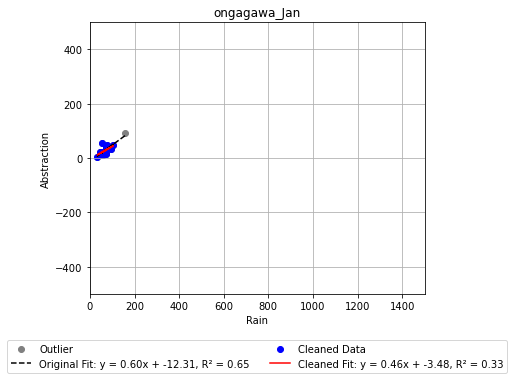 ongagawa_Jan
400
200
0
−200
−400
Abstraction
0 200 400 600 800 1000 1200 1400
Rain
Outlier
Original Fit: y = 0.60x + -12.31, R² = 0.65
Cleaned Data
Cleaned Fit: y = 0.46x + -3.48, R² = 0.33